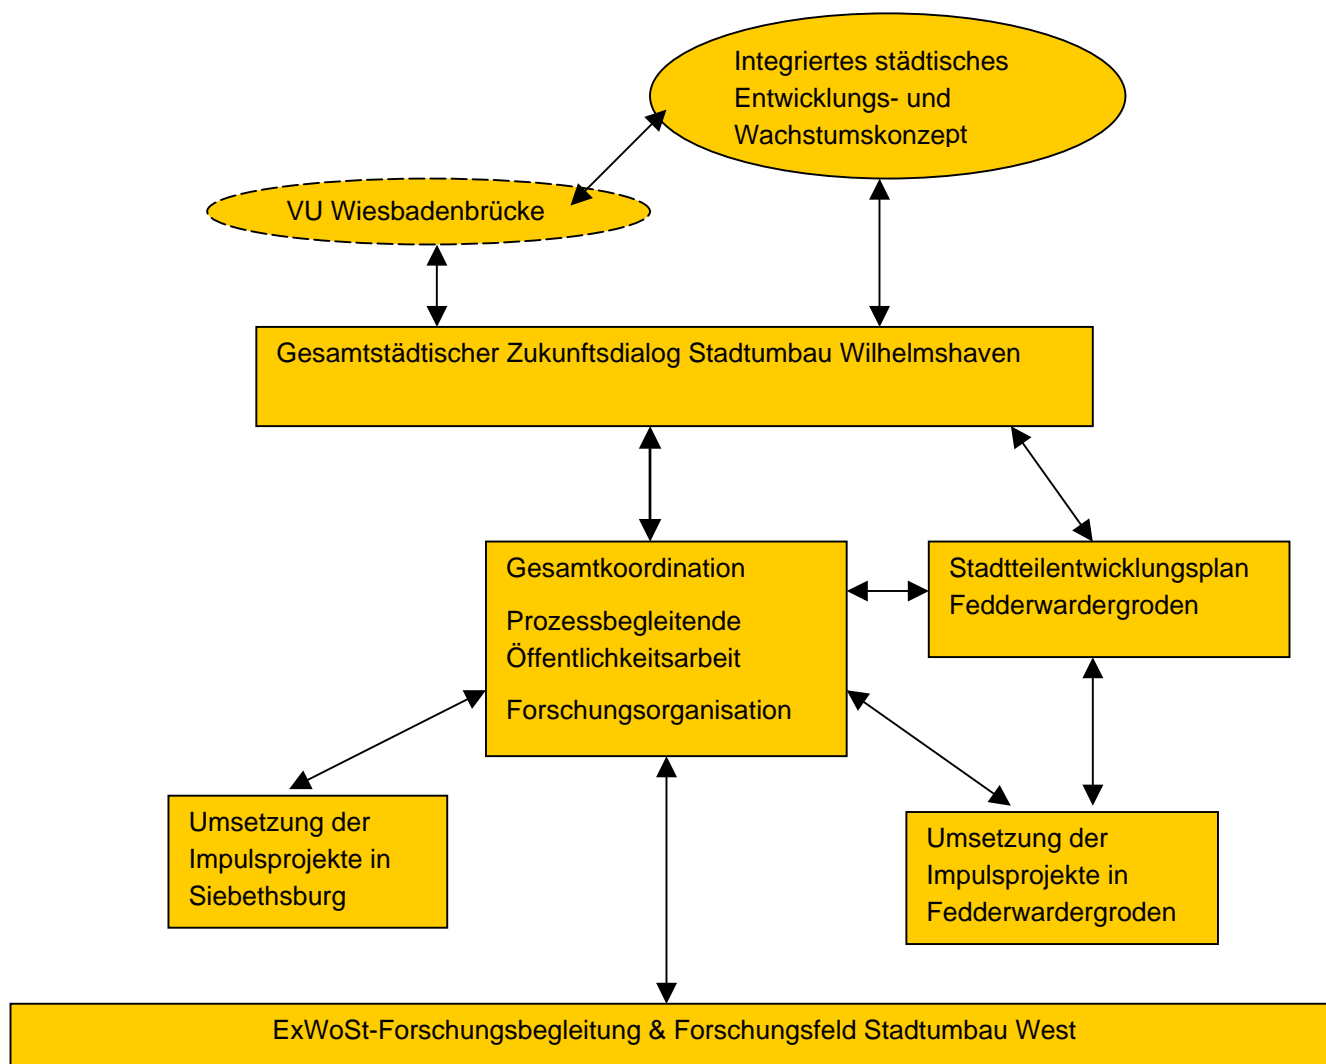 Integriertes städtisches
Entwicklungs- und
Wachstumskonzept
VU Wiesbadenbrücke
Gesamtstädtischer Zukunftsdialog Stadtumbau Wilhelmshaven
Gesamtkoordination
Prozessbegleitende
Öffentlichkeitsarbeit
Forschungsorganisation
Stadtteilentwicklungsplan
Fedderwardergroden
Umsetzung der
Impulsprojekte in
Siebethsburg
Umsetzung der
Impulsprojekte in
Fedderwardergroden
ExWoSt-Forschungsbegleitung & Forschungsfeld Stadtumbau West